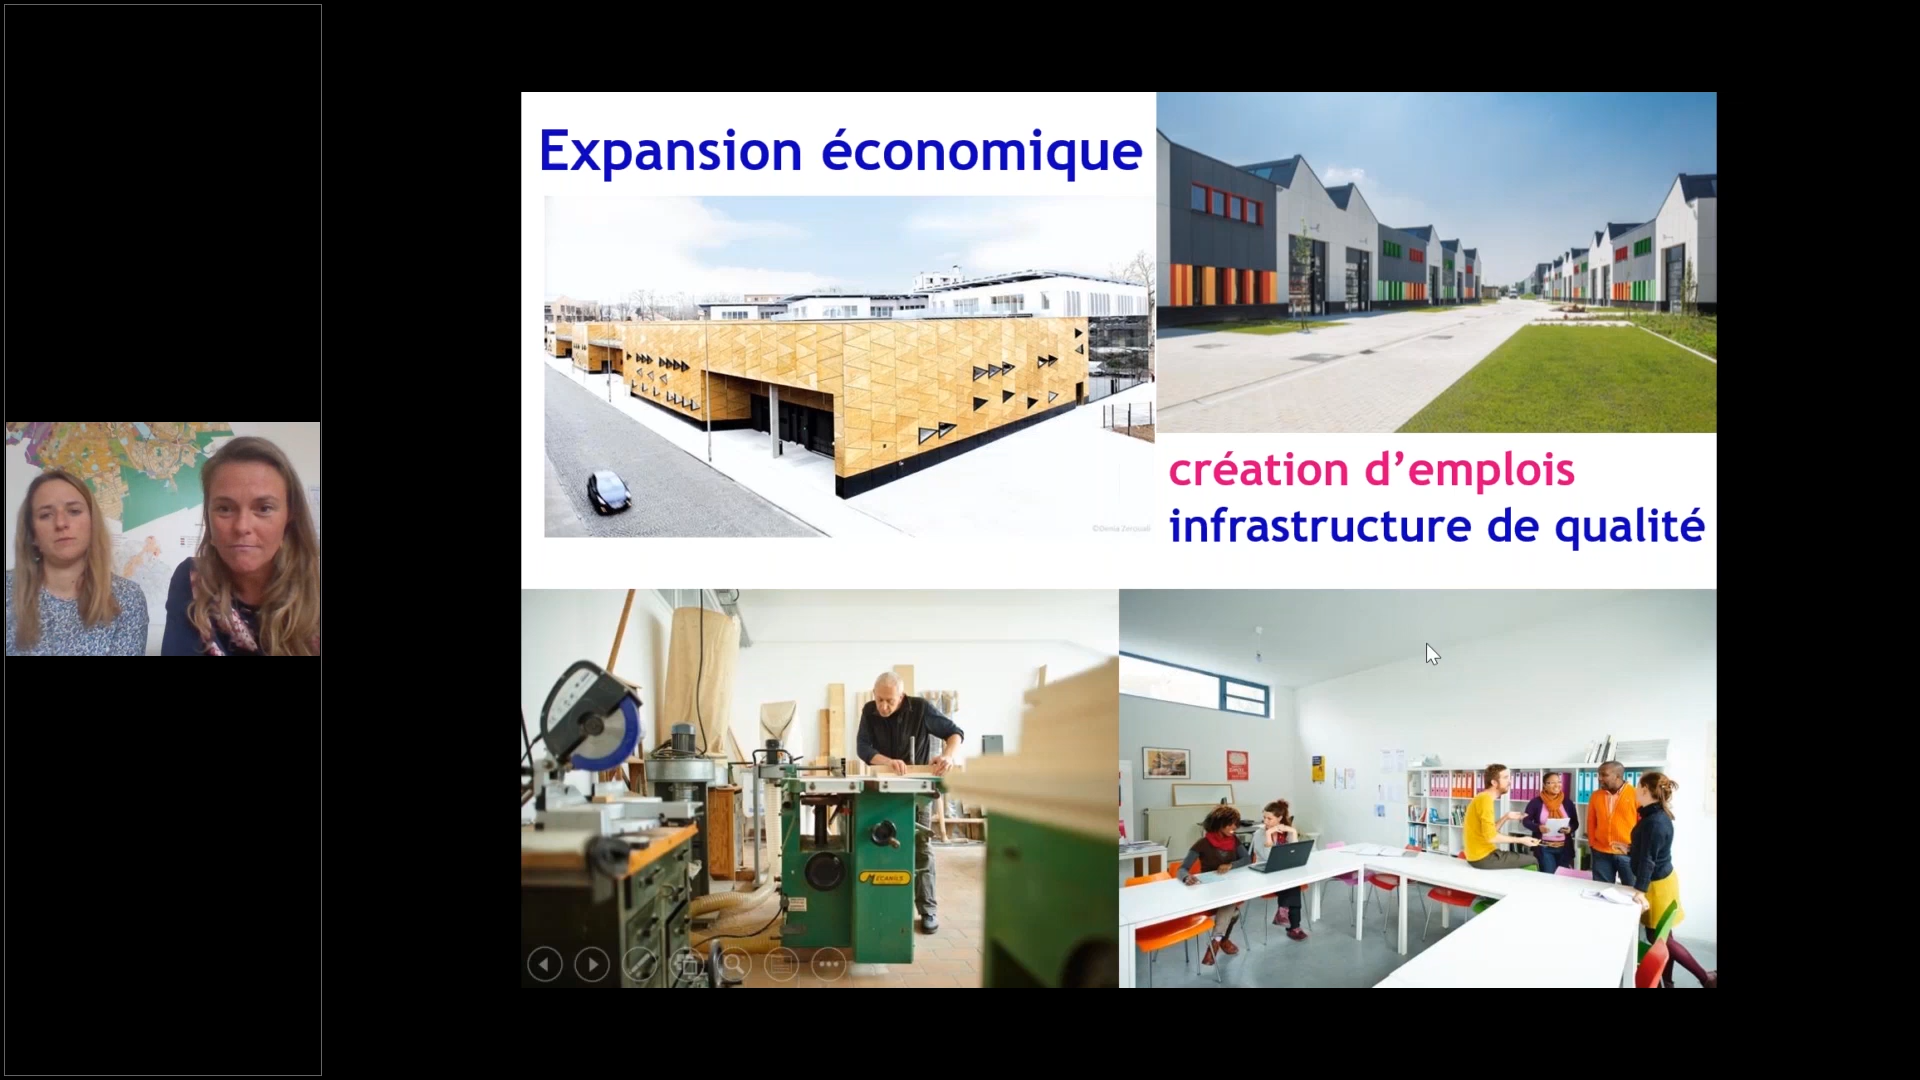 Expansion économique
création d’emplois
infrastructure de qualité